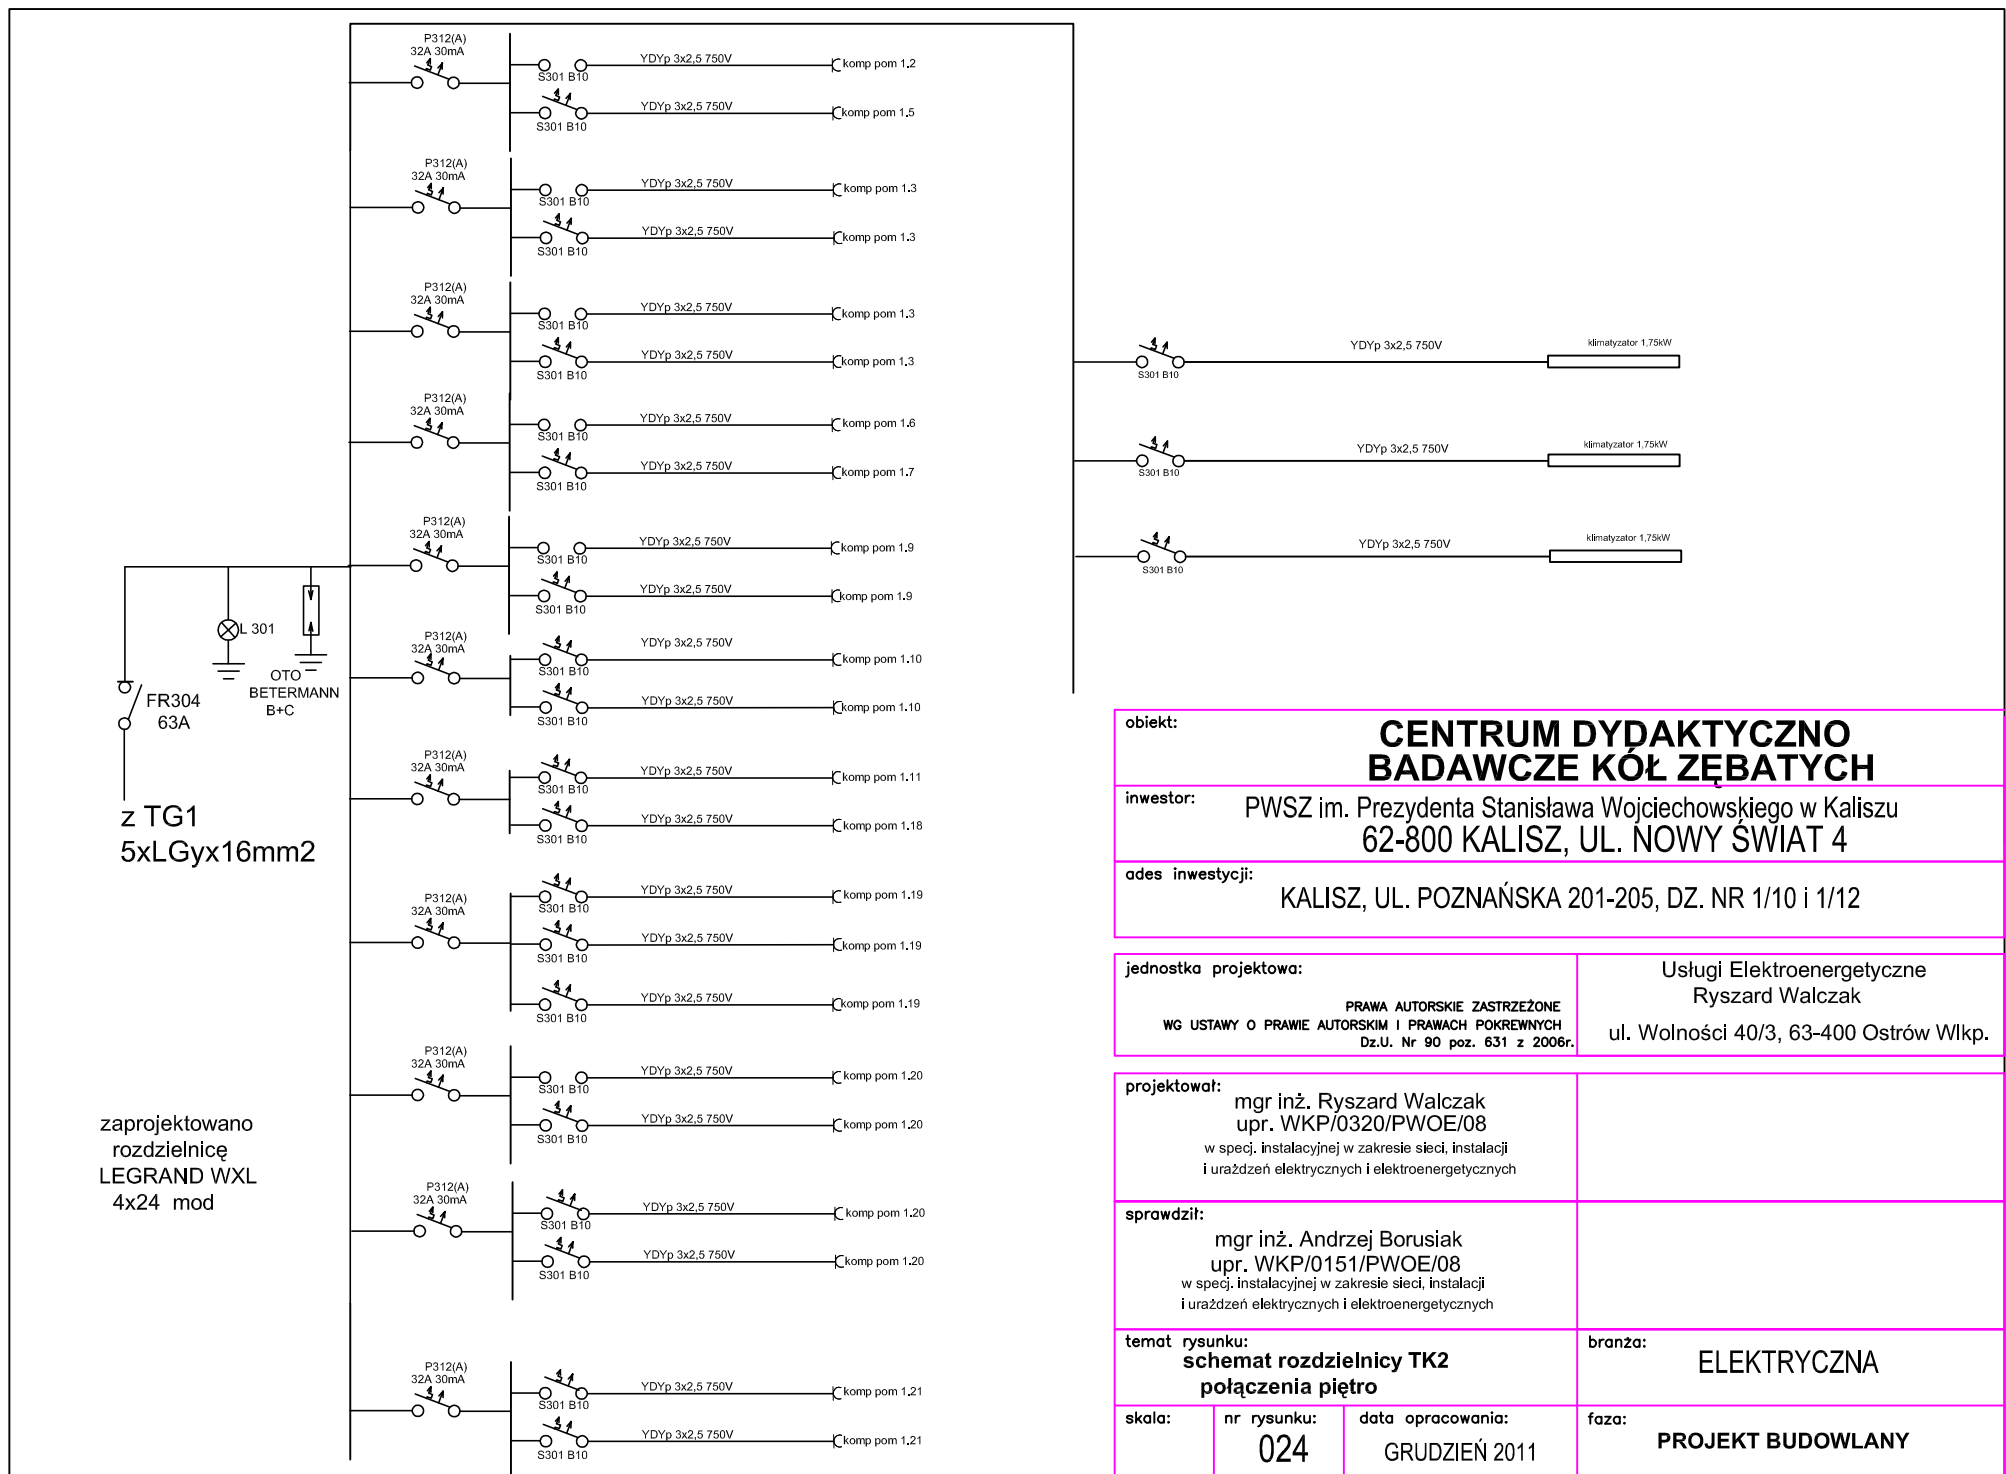 P312(A)
32A 30mA
S301 B10
YDYp 3x2,5 750V
komp pom 1.2
S301 B10
YDYp 3x2,5 750V
komp pom 1.5
P312(A)
32A 30mA
S301 B10
YDYp 3x2,5 750V
komp pom 1.3
S301 B10
YDYp 3x2,5 750V
komp pom 1.3
P312(A)
32A 30mA
S301 B10
YDYp 3x2,5 750V
komp pom 1.3
S301 B10
YDYp 3x2,5 750V
komp pom 1.3
P312(A)
32A 30mA
S301 B10
YDYp 3x2,5 750V
komp pom 1.6
S301 B10
YDYp 3x2,5 750V
komp pom 1.7
P312(A)
32A 30mA
S301 B10
YDYp 3x2,5 750V
komp pom 1.9
S301 B10
YDYp 3x2,5 750V
komp pom 1.9
P312(A)
32A 30mA
S301 B10
YDYp 3x2,5 750V
komp pom 1.10
S301 B10
YDYp 3x2,5 750V
komp pom 1.10
P312(A)
32A 30mA
S301 B10
YDYp 3x2,5 750V
komp pom 1.11
S301 B10
YDYp 3x2,5 750V
komp pom 1.18
P312(A)
32A 30mA
S301 B10
YDYp 3x2,5 750V
komp pom 1.19
S301 B10
YDYp 3x2,5 750V
komp pom 1.19
S301 B10
YDYp 3x2,5 750V
komp pom 1.19
P312(A)
32A 30mA
S301 B10
YDYp 3x2,5 750V
komp pom 1.20
S301 B10
YDYp 3x2,5 750V
komp pom 1.20
P312(A)
32A 30mA
S301 B10
YDYp 3x2,5 750V
komp pom 1.20
S301 B10
YDYp 3x2,5 750V
komp pom 1.20
P312(A)
32A 30mA
S301 B10
YDYp 3x2,5 750V
komp pom 1.21
S301 B10
YDYp 3x2,5 750V
komp pom 1.21
L 301
OTO
BETERMANN
B+C
FR304
63A
z TG1
5xLGyx16mm2
zaprojektowano
rozdzielnicę
LEGRAND WXL
4x24 mod
S301 B10
YDYp 3x2,5 750V
klimatyzator 1,75kW
S301 B10
YDYp 3x2,5 750V
klimatyzator 1,75kW
S301 B10
YDYp 3x2,5 750V
klimatyzator 1,75kW
obiekt:
CENTRUM DYDAKTYCZNO
BADAWCZE KÓŁ ZĘBATYCH
inwestor:
PWSZ im. Prezydenta Stanisława Wojciechowskiego w Kaliszu
62-800 KALISZ, UL. NOWY ŚWIAT 4
ades inwestycji:
KALISZ, UL. POZNAŃSKA 201-205, DZ. NR 1/10 i 1/12
jednostka projektowa:
PRAWA AUTORSKIE ZASTRZEŻONE
WG USTAWY O PRAWIE AUTORSKIM I PRAWACH POKREWNYCH
Dz.U. Nr 90 poz. 631 z 2006r.
Usługi Elektroenergetyczne
Ryszard Walczak
ul. Wolności 40/3, 63-400 Ostrów Wlkp.
projektował:
mgr inż. Ryszard Walczak
upr. WKP/0320/PWOE/08
w specj. instalacyjnej w zakresie sieci, instalacji
i urażdzeń elektrycznych i elektroenergetycznych
sprawdził:
mgr inż. Andrzej Borusiak
upr. WKP/0151/PWOE/08
w specj. instalacyjnej w zakresie sieci, instalacji
i urażdzeń elektrycznych i elektroenergetycznych
temat rysunku:
schemat rozdzielnicy TK2
połączenia piętro
branża:
ELEKTRYCZNA
skala:
nr rysunku:
024
data opracowania:
GRUDZIEŃ 2011
faza:
PROJEKT BUDOWLANY